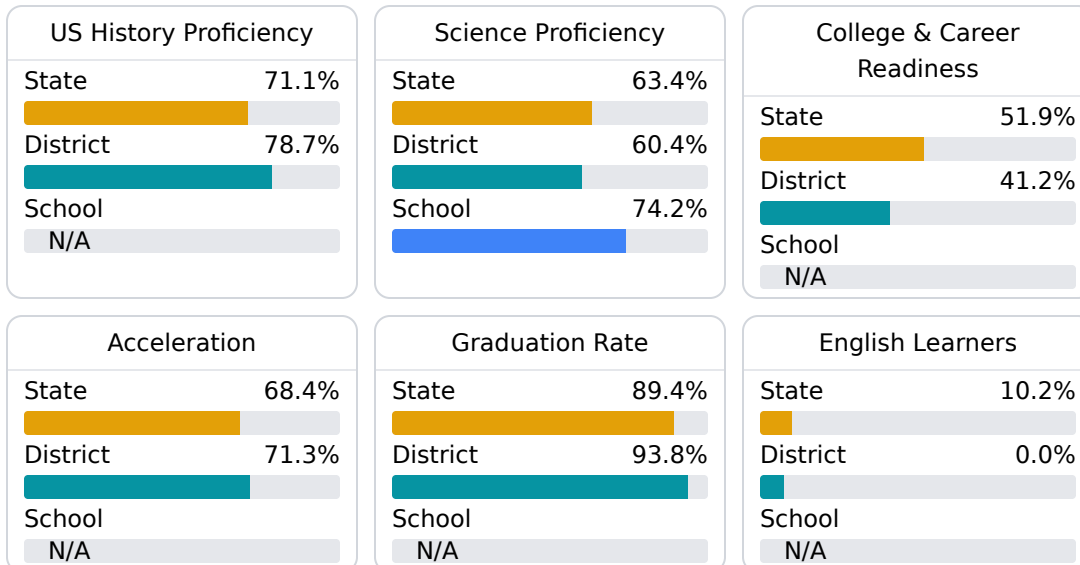 US History Proficiency
State 71.1%
District 78.7%
School
N/A
Science Proficiency
State 63.4%
District 60.4%
School 74.2%
College & Career
Readiness
State 51.9%
District 41.2%
School
N/A
Acceleration
State 68.4%
District 71.3%
School
N/A
Graduation Rate
State 89.4%
District 93.8%
School
N/A
English Learners
State 10.2%
District 0.0%
School
N/A